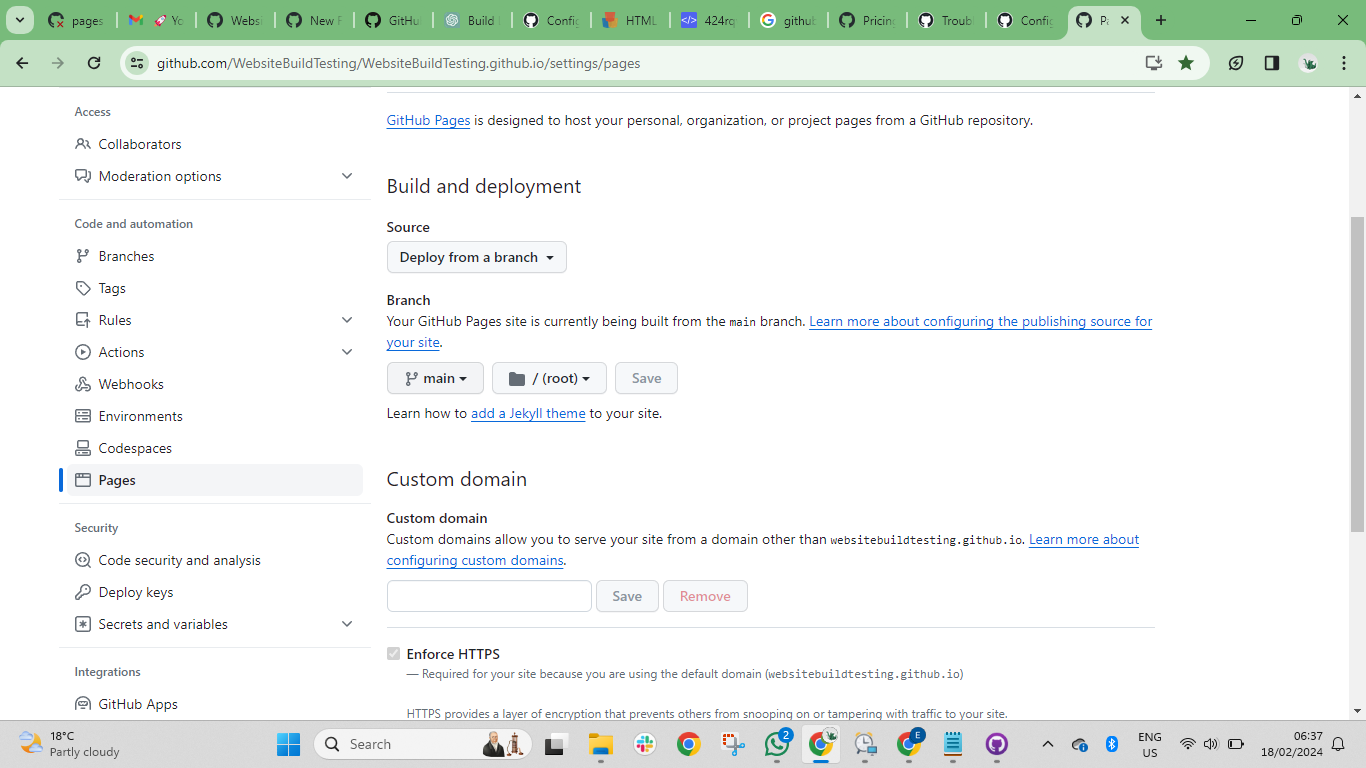 pages
🚀 Yo
Websi
New R
GitHu
Build
Config
HTML
424rq
github
Pricin
Troub
Config
Pa
github.com/WebsiteBuildTesting/WebsiteBuildTesting.github.io/settings/pages
Access
Collaborators
Moderation options
Code and automation
Branches
Tags
Rules
Actions
Webhooks
Environments
Codespaces
Pages
Security
Code security and analysis
Deploy keys
Secrets and variables
Integrations
GitHub Apps
GitHub Pages is designed to host your personal, organization, or project pages from a GitHub repository.
Build and deployment
Source
Deploy from a branch
Branch
Your GitHub Pages site is currently being built from the main branch. Learn more about configuring the publishing source for
your site.
main
/ (root)
Save
Learn how to add a Jekyll theme to your site.
Custom domain
Custom domain
Custom domains allow you to serve your site from a domain other than websitebuildtesting.github.io. Learn more about
configuring custom domains.
Save
Remove
Enforce HTTPS
— Required for your site because you are using the default domain (websitebuildtesting.github.io)
HTTPS provides a layer of encryption that prevents others from snooping on or tampering with traffic to your site.
18°C
Partly cloudy
Search
2
E
ENG
US
06:37
18/02/2024